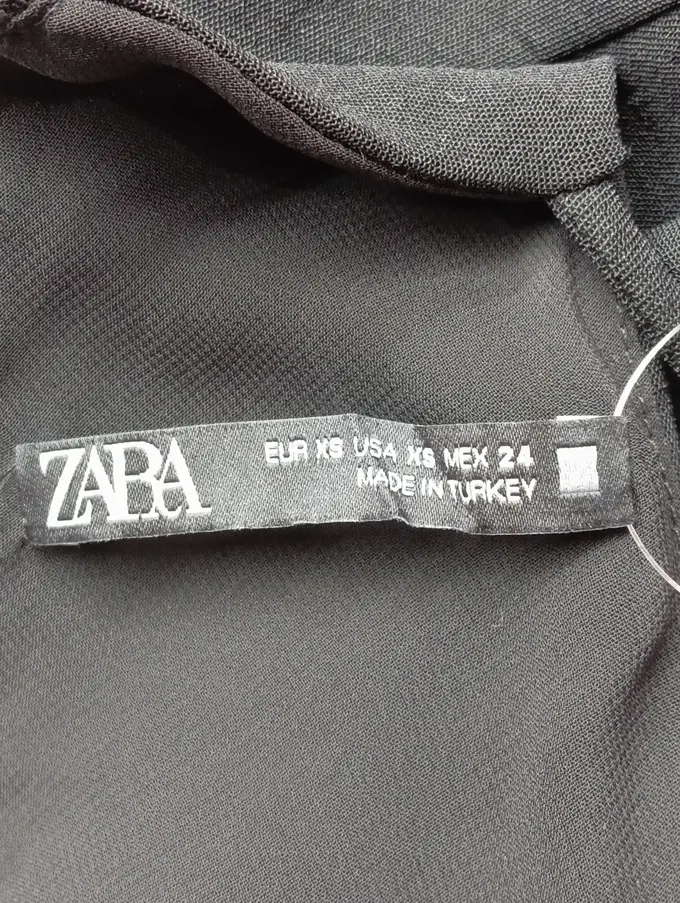 ZARA
EUR XS USA XS MEX 24
MADE IN TURKEY